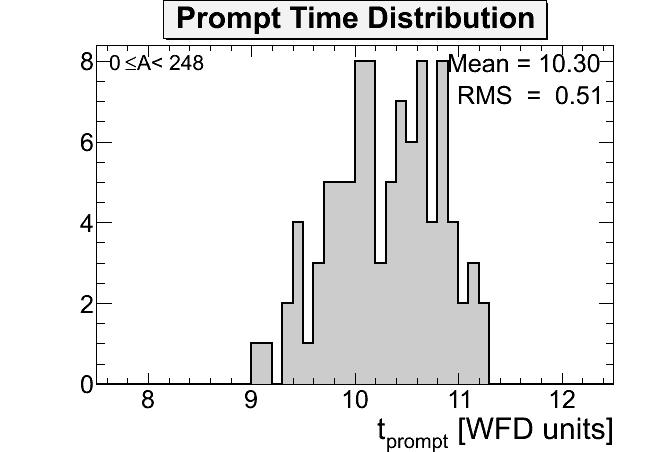 Prompt Time Distribution
0 ≤A< 248
Mean = 10.30
RMS = 0.51
8
6
4
2
0
8 9 10 11 12
t_prompt [WFD units]